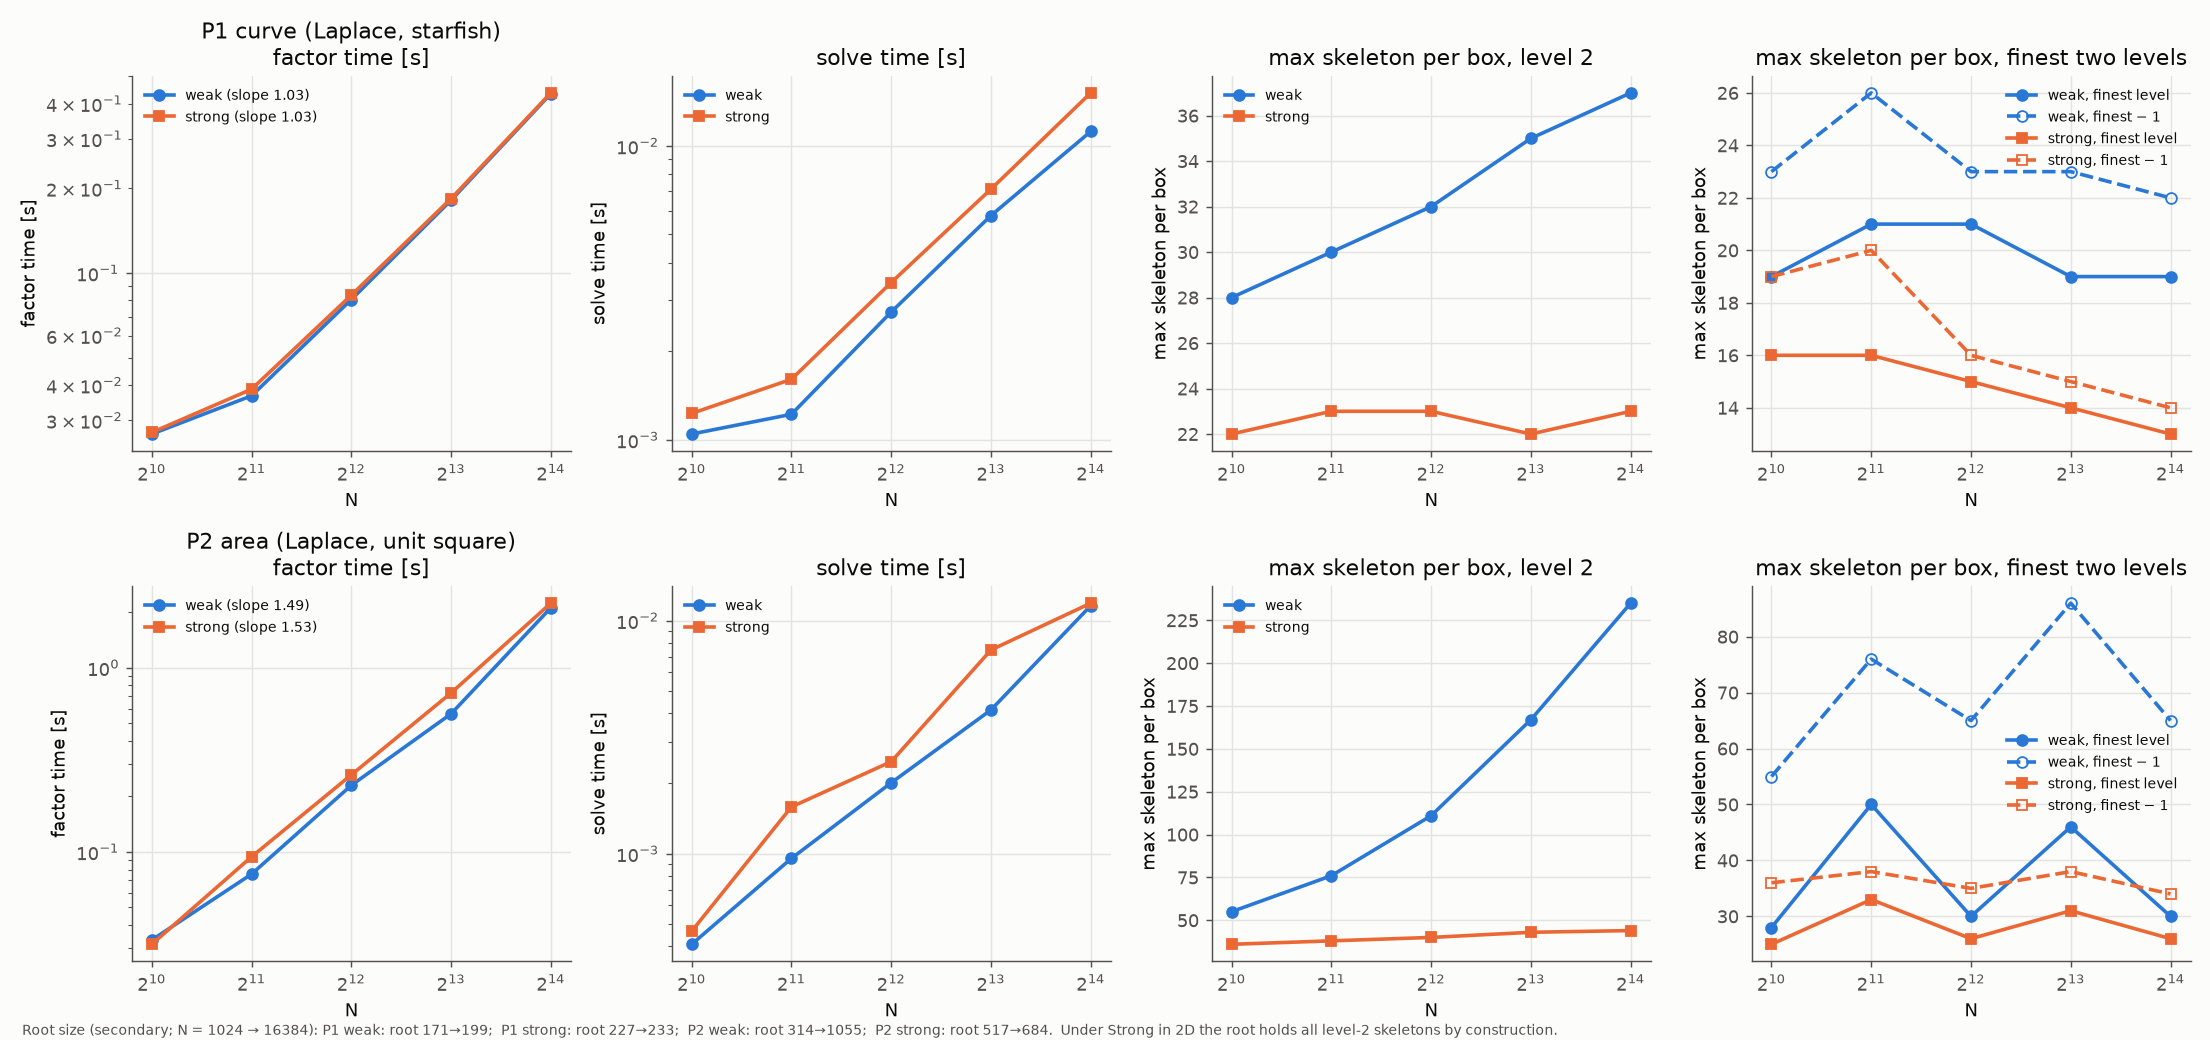 P1 curve (Laplace, starfish)
factor time [s]
solve time [s]
max skeleton per box, level 2
max skeleton per box, finest two levels
factor time [s]
4 × 10⁻¹
3 × 10⁻¹
2 × 10⁻¹
10⁻¹
6 × 10⁻²
4 × 10⁻²
3 × 10⁻²
weak (slope 1.03)
strong (slope 1.03)
2¹⁰ 2¹¹ 2¹² 2¹³ 2¹⁴
N
solve time [s]
10⁻²
10⁻³
weak
strong
2¹⁰ 2¹¹ 2¹² 2¹³ 2¹⁴
N
max skeleton per box
36
34
32
30
28
26
24
22
weak
strong
2¹⁰ 2¹¹ 2¹² 2¹³ 2¹⁴
N
max skeleton per box
26
24
22
20
18
16
14
weak, finest level
weak, finest − 1
strong, finest level
strong, finest − 1
2¹⁰ 2¹¹ 2¹² 2¹³ 2¹⁴
N
P2 area (Laplace, unit square)
factor time [s]
solve time [s]
max skeleton per box, level 2
max skeleton per box, finest two levels
factor time [s]
10⁰
10⁻¹
weak (slope 1.49)
strong (slope 1.53)
2¹⁰ 2¹¹ 2¹² 2¹³ 2¹⁴
N
solve time [s]
10⁻²
10⁻³
weak
strong
2¹⁰ 2¹¹ 2¹² 2¹³ 2¹⁴
N
max skeleton per box
225
200
175
150
125
100
75
50
weak
strong
2¹⁰ 2¹¹ 2¹² 2¹³ 2¹⁴
N
max skeleton per box
80
70
60
50
40
30
weak, finest level
weak, finest − 1
strong, finest level
strong, finest − 1
2¹⁰ 2¹¹ 2¹² 2¹³ 2¹⁴
N
Root size (secondary; N = 1024 → 16384): P1 weak: root 171→199; P1 strong: root 227→233; P2 weak: root 314→1055; P2 strong: root 517→684. Under Strong in 2D the root holds all level-2 skeletons by construction.